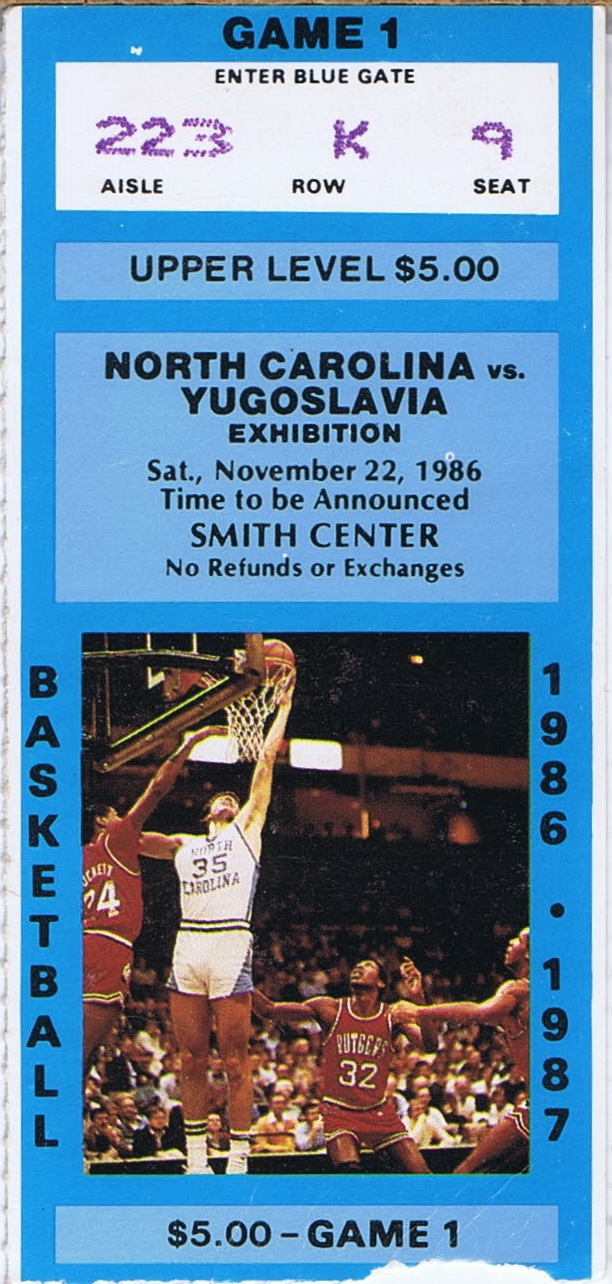 GAME 1
ENTER BLUE GATE
223 K 9
AISLE ROW SEAT
UPPER LEVEL $5.00
NORTH CAROLINA vs.
YUGOSLAVIA
EXHIBITION
Sat., November 22, 1986
Time to be Announced
SMITH CENTER
No Refunds or Exchanges
BASKETBALL
1986 • 1987
NORTH
35
CAROLINA
24
RUTGERS
32
$5.00 – GAME 1